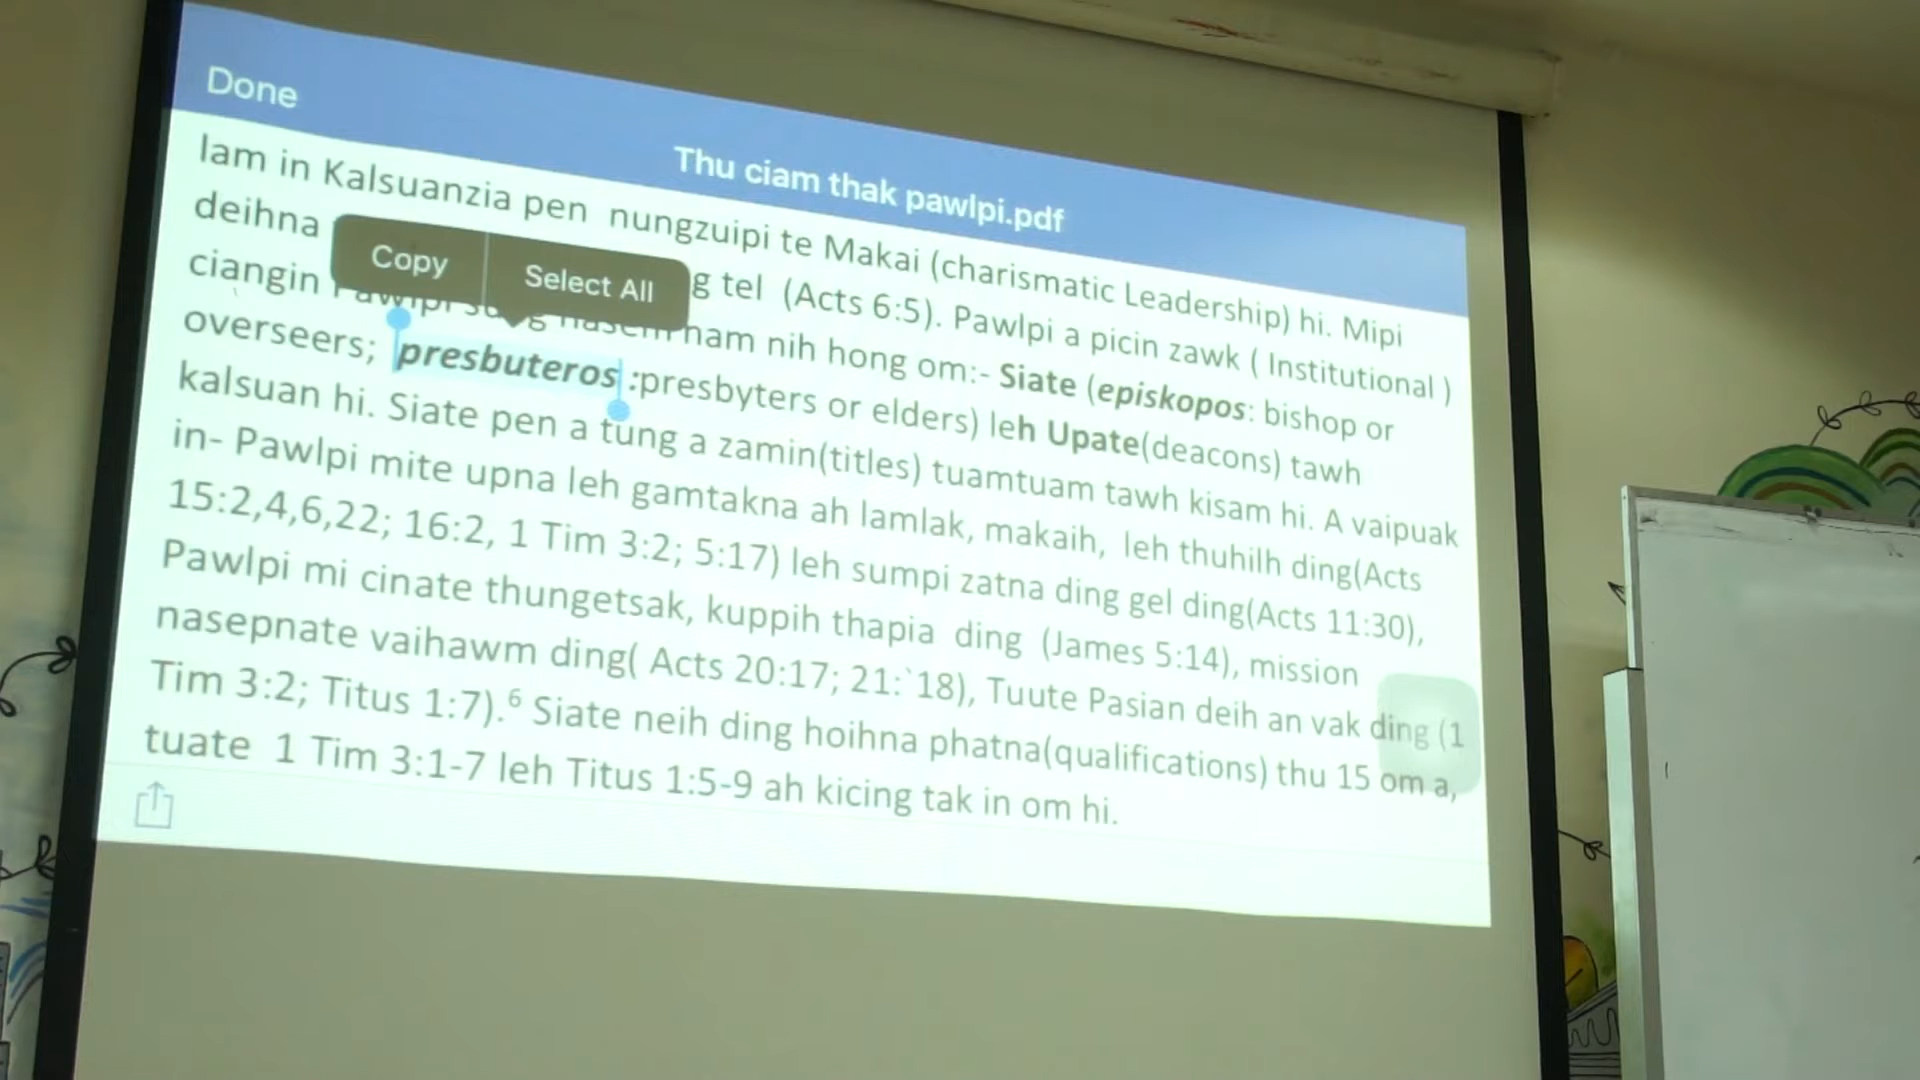 Done
Thu ciam thak pawlpi.pdf
lam in Kalsuanzia pen nungzuipi te Makai (charismatic Leadership) hi. Mipi
deihna g tel (Acts 6:5). Pawlpi a picin zawk ( Institutional )
Copy
Select All
ciangin nam nih hong om:- Siate (episkopos: bishop or
overseers; presbuteros :presbyters or elders) leh Upate(deacons) tawh
kalsuan hi. Siate pen a tung a zamin(titles) tuamtuam tawh kisam hi. A vaipuak
in- Pawlpi mite upna leh gamtakna ah lamlak, makaih, leh thuhilh ding(Acts
15:2,4,6,22; 16:2, 1 Tim 3:2; 5:17) leh sumpi zatna ding gel ding(Acts 11:30),
Pawlpi mi cinate thungetsak, kuppih thapia ding (James 5:14), mission
nasepnate vaihawm ding( Acts 20:17; 21:`18), Tuute Pasian deih an vak ding (1
Tim 3:2; Titus 1:7).6 Siate neih ding hoihna phatna(qualifications) thu 15 om a,
tuate 1 Tim 3:1-7 leh Titus 1:5-9 ah kicing tak in om hi.